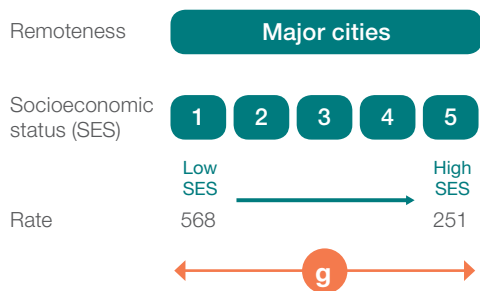 Remoteness
Major cities
Socioeconomic
status (SES)
1 2 3 4 5
Low
SES
High
SES
Rate
568
251
g